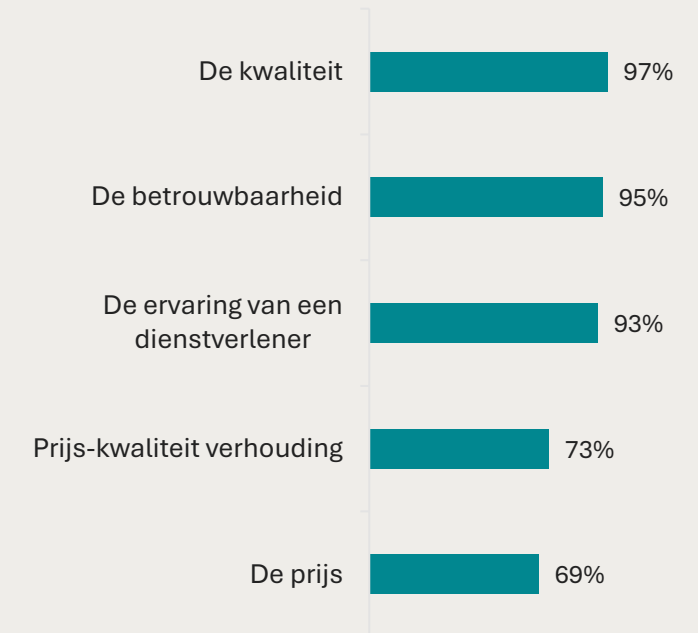 De kwaliteit 97%
De betrouwbaarheid 95%
De ervaring van een
dienstverlener 93%
Prijs-kwaliteit verhouding 73%
De prijs 69%